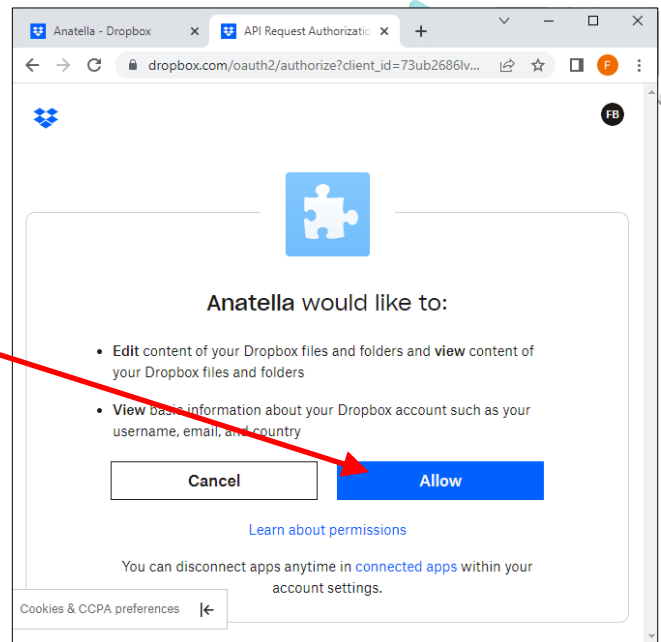 Anatella - Dropbox
API Request Authorizatio
dropbox.com/oauth2/authorize?client_id=73ub2686lv...
F
FB
Anatella would like to:
• Edit content of your Dropbox files and folders and view content of
your Dropbox files and folders
• View basic information about your Dropbox account such as your
username, email, and country
Cancel
Allow
Learn about permissions
You can disconnect apps anytime in connected apps within your
account settings.
Cookies & CCPA preferences